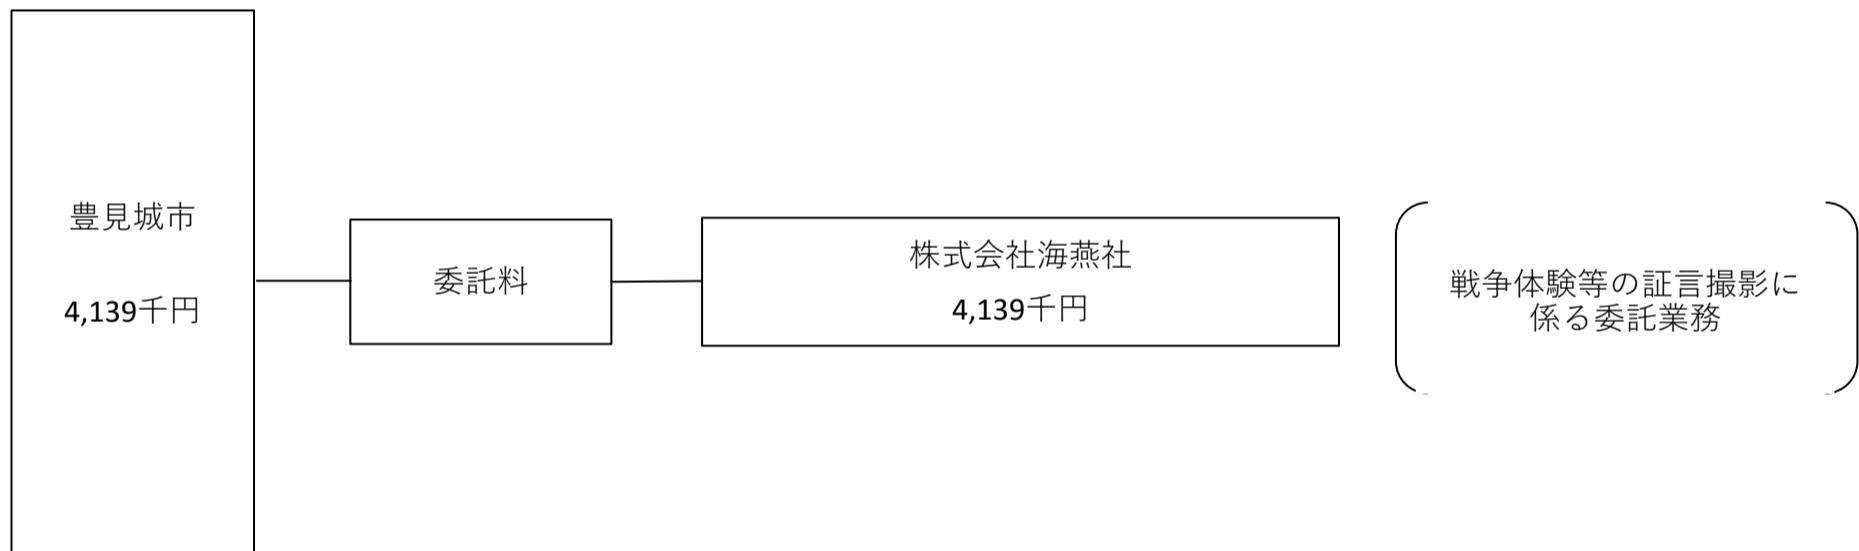 豊見城市
4,139千円
委託料
株式会社海燕社
4,139千円
戦争体験等の証言撮影に
係る委託業務